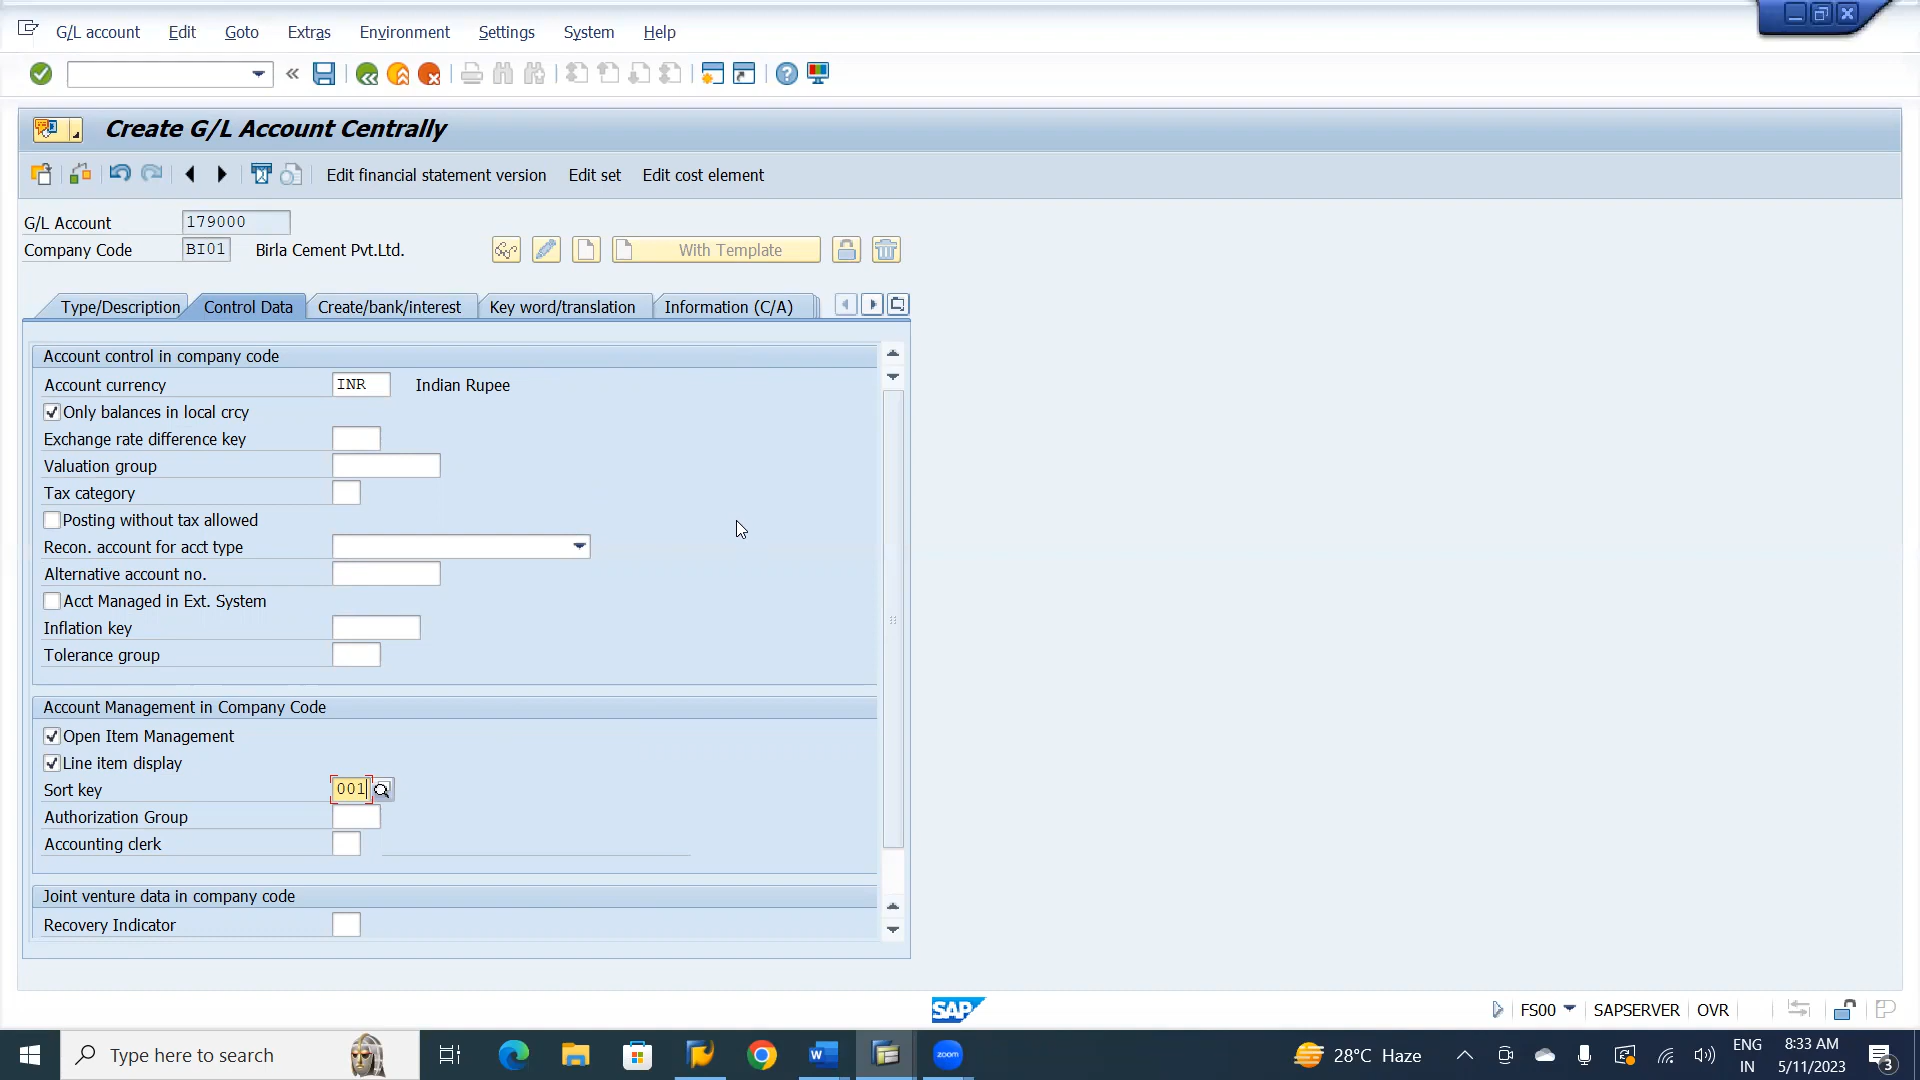 G/L account Edit Goto Extras Environment Settings System Help
Create G/L Account Centrally
Edit financial statement version Edit set Edit cost element
G/L Account 179000
Company Code BI01 Birla Cement Pvt.Ltd. With Template
Type/Description Control Data Create/bank/interest Key word/translation Information (C/A)
Account control in company code
Account currency INR Indian Rupee
Only balances in local crcy
Exchange rate difference key
Valuation group
Tax category
Posting without tax allowed
Recon. account for acct type
Alternative account no.
Acct Managed in Ext. System
Inflation key
Tolerance group
Account Management in Company Code
Open Item Management
Line item display
Sort key 001
Authorization Group
Accounting clerk
Joint venture data in company code
Recovery Indicator
SAP FS00 SAPSERVER OVR
Type here to search zoom 28°C Haze ENG 8:33 AM
IN 5/11/2023 3